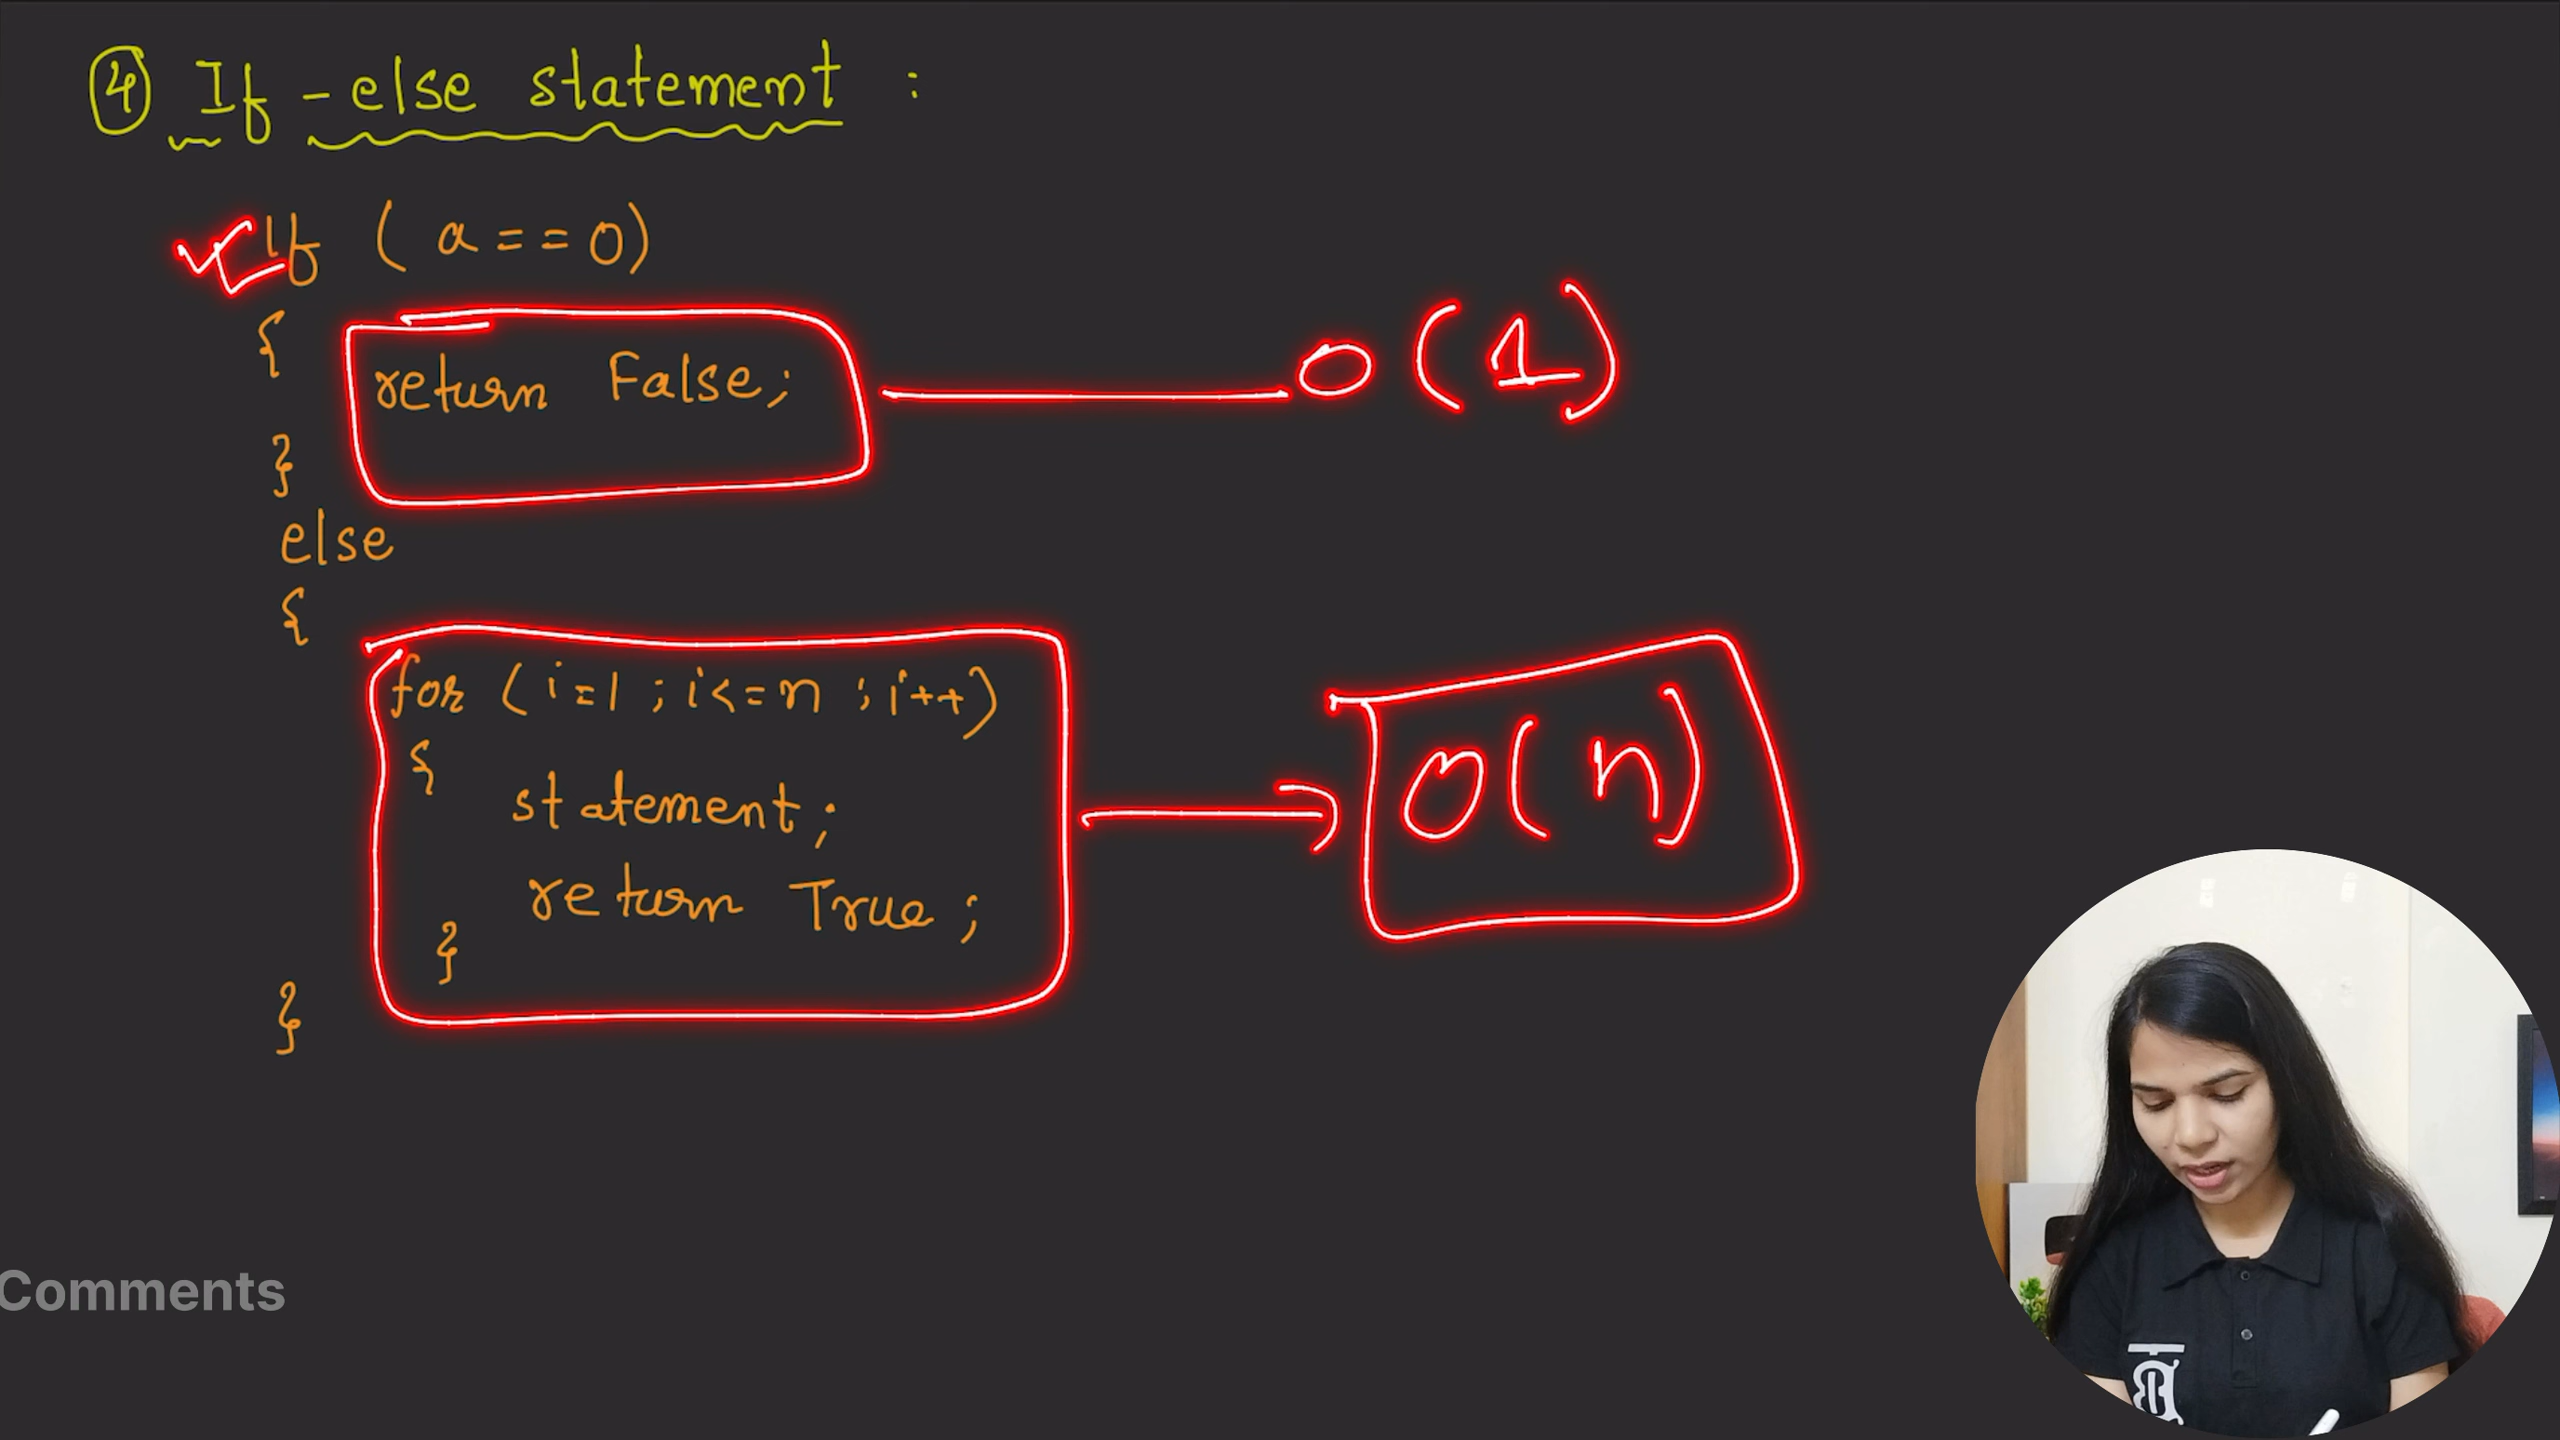 ④ If - else statement :
If ( a = = 0)
{
return False;
O(1)
}
else
{
for ( i=1 ; i<=n ; i++)
O(n)
{
statement;
return True;
}
}
Comments